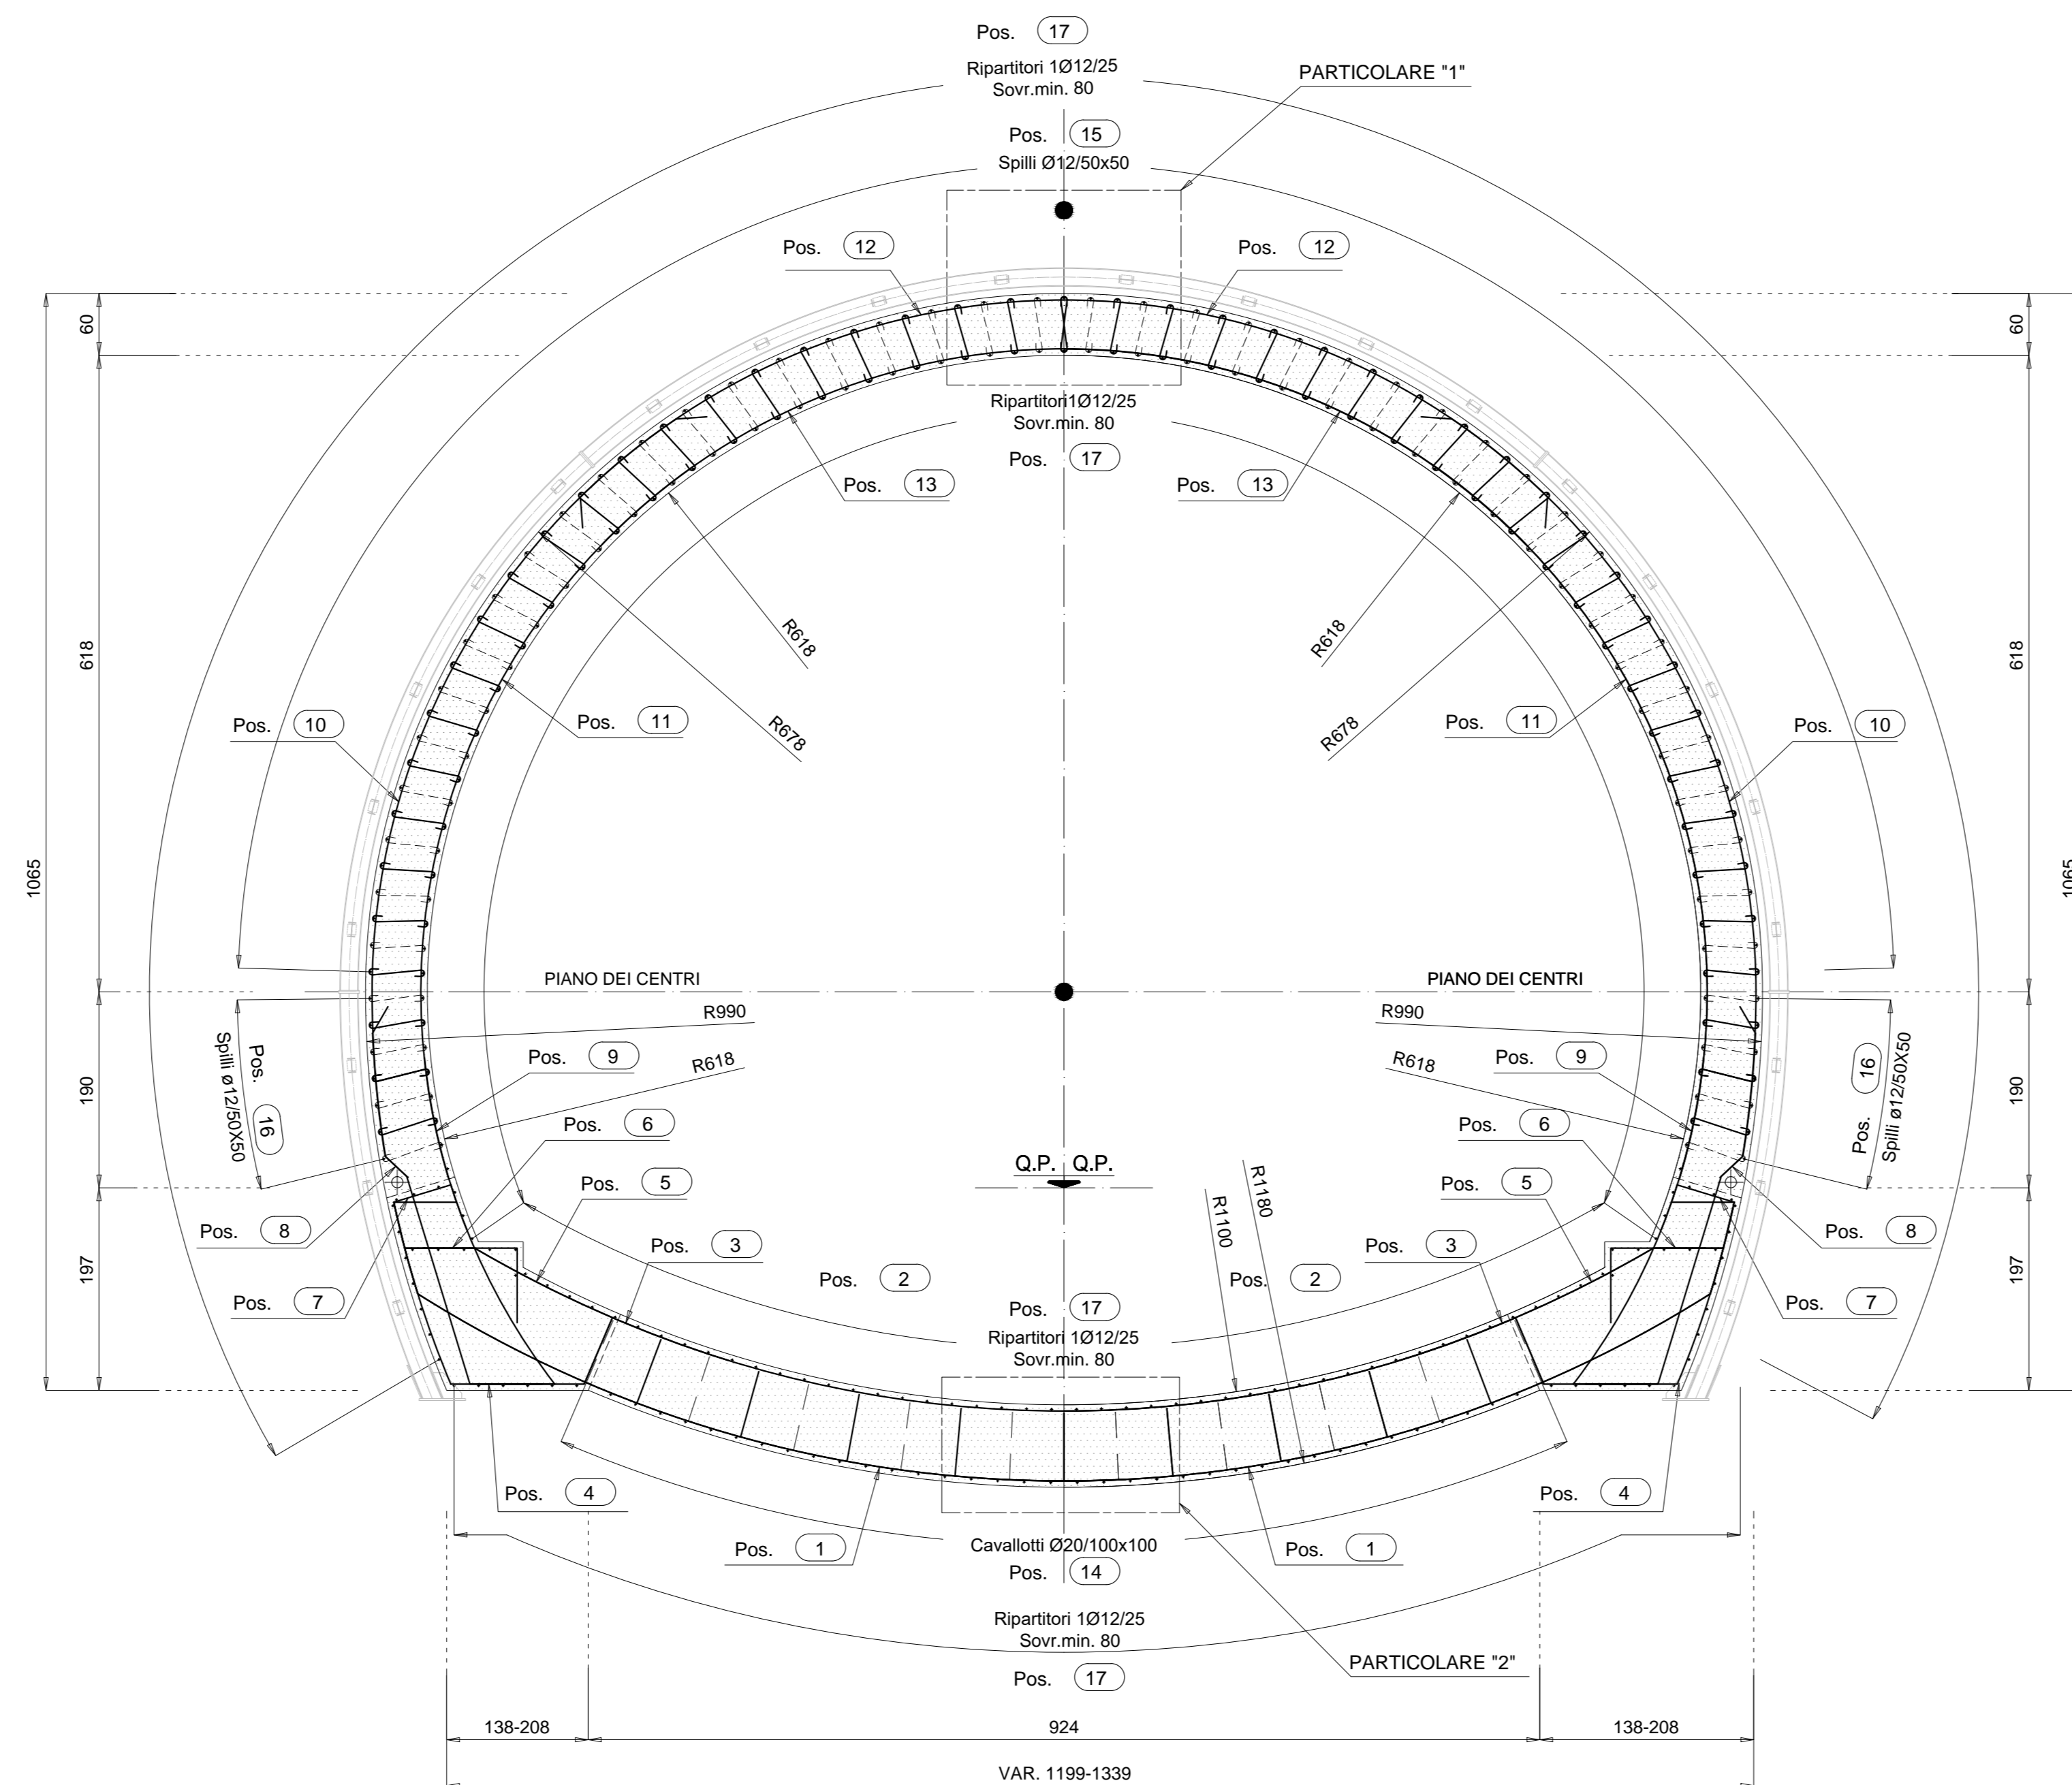 Pos. 17
Ripartitori 1Ø12/25
Sovr.min. 80
PARTICOLARE "1"
Pos. 15
Spilli Ø12/50x50
Pos. 12
Pos. 12
60
60
Ripartitori1Ø12/25
Sovr.min. 80
Pos. 17
Pos. 13
Pos. 13
618
R618
R618
618
R678
R678
Pos. 10
Pos. 11
Pos. 11
Pos. 10
1065
1065
PIANO DEI CENTRI
PIANO DEI CENTRI
R990
R990
Pos. 16
Spilli ø12/50X50
Pos. 9
R618
R618
Pos. 9
Pos. 16
Spilli ø12/50X50
190
190
Pos. 6
Pos. 6
Q.P. Q.P.
Pos. 5
Pos. 5
R1100
R1180
Pos. 8
Pos. 8
Pos. 3
Pos. 3
197
197
Pos. 2
Pos. 2
Pos. 7
Pos. 7
Pos. 17
Ripartitori 1Ø12/25
Sovr.min. 80
Pos. 4
Pos. 4
Pos. 1
Cavallotti Ø20/100x100
Pos. 1
Pos. 14
Ripartitori 1Ø12/25
Sovr.min. 80
PARTICOLARE "2"
Pos. 17
138-208
924
138-208
VAR. 1199-1339